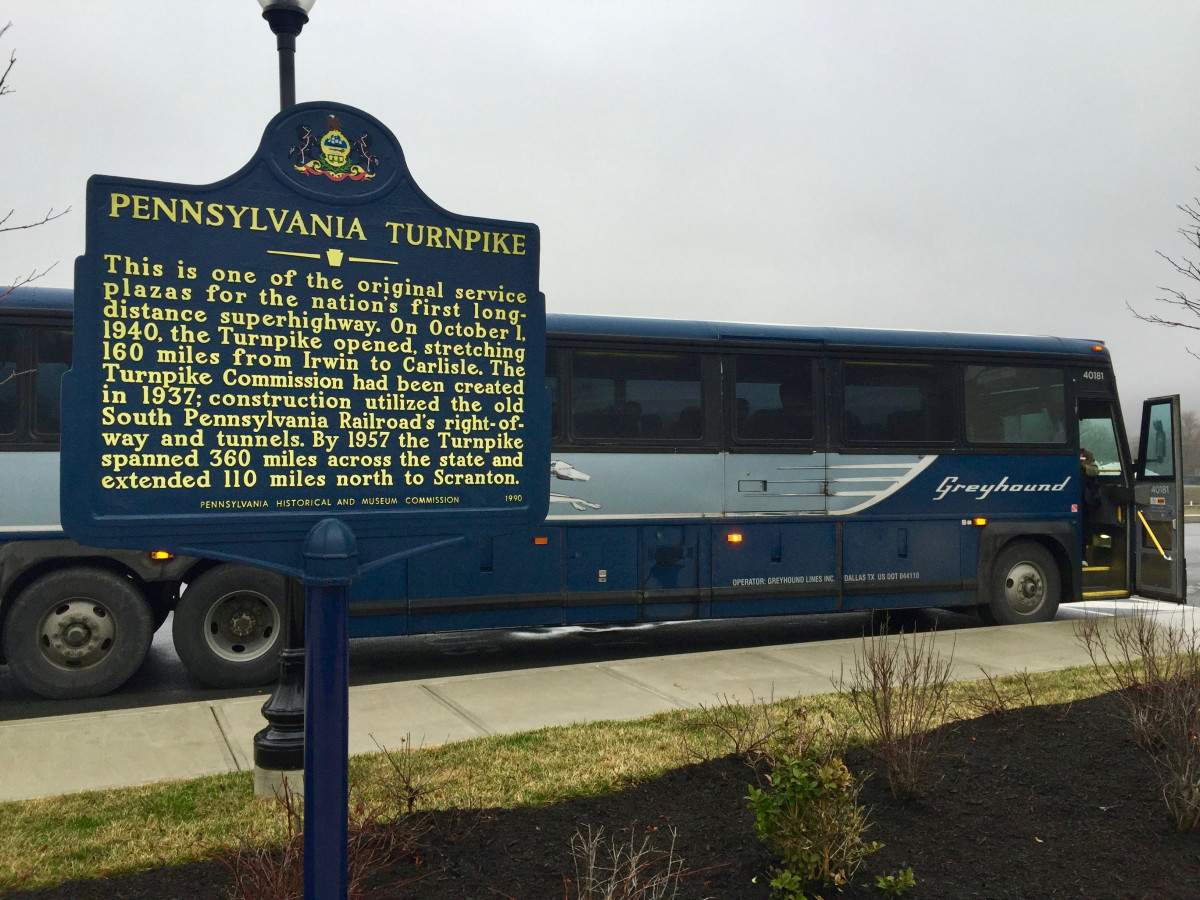 PENNSYLVANIA TURNPIKE
This is one of the original service
plazas for the nation's first long-
distance superhighway. On October 1,
1940, the Turnpike opened, stretching
160 miles from Irwin to Carlisle. The
Turnpike Commission had been created
in 1937; construction utilized the old
South Pennsylvania Railroad's right-of-
way and tunnels. By 1957 the Turnpike
spanned 360 miles across the state and
extended 110 miles north to Scranton.
PENNSYLVANIA HISTORICAL AND MUSEUM COMMISSION 1990
40181
40181
Greyhound
OPERATOR: GREYHOUND LINES INC. DALLAS TX US DOT 044110